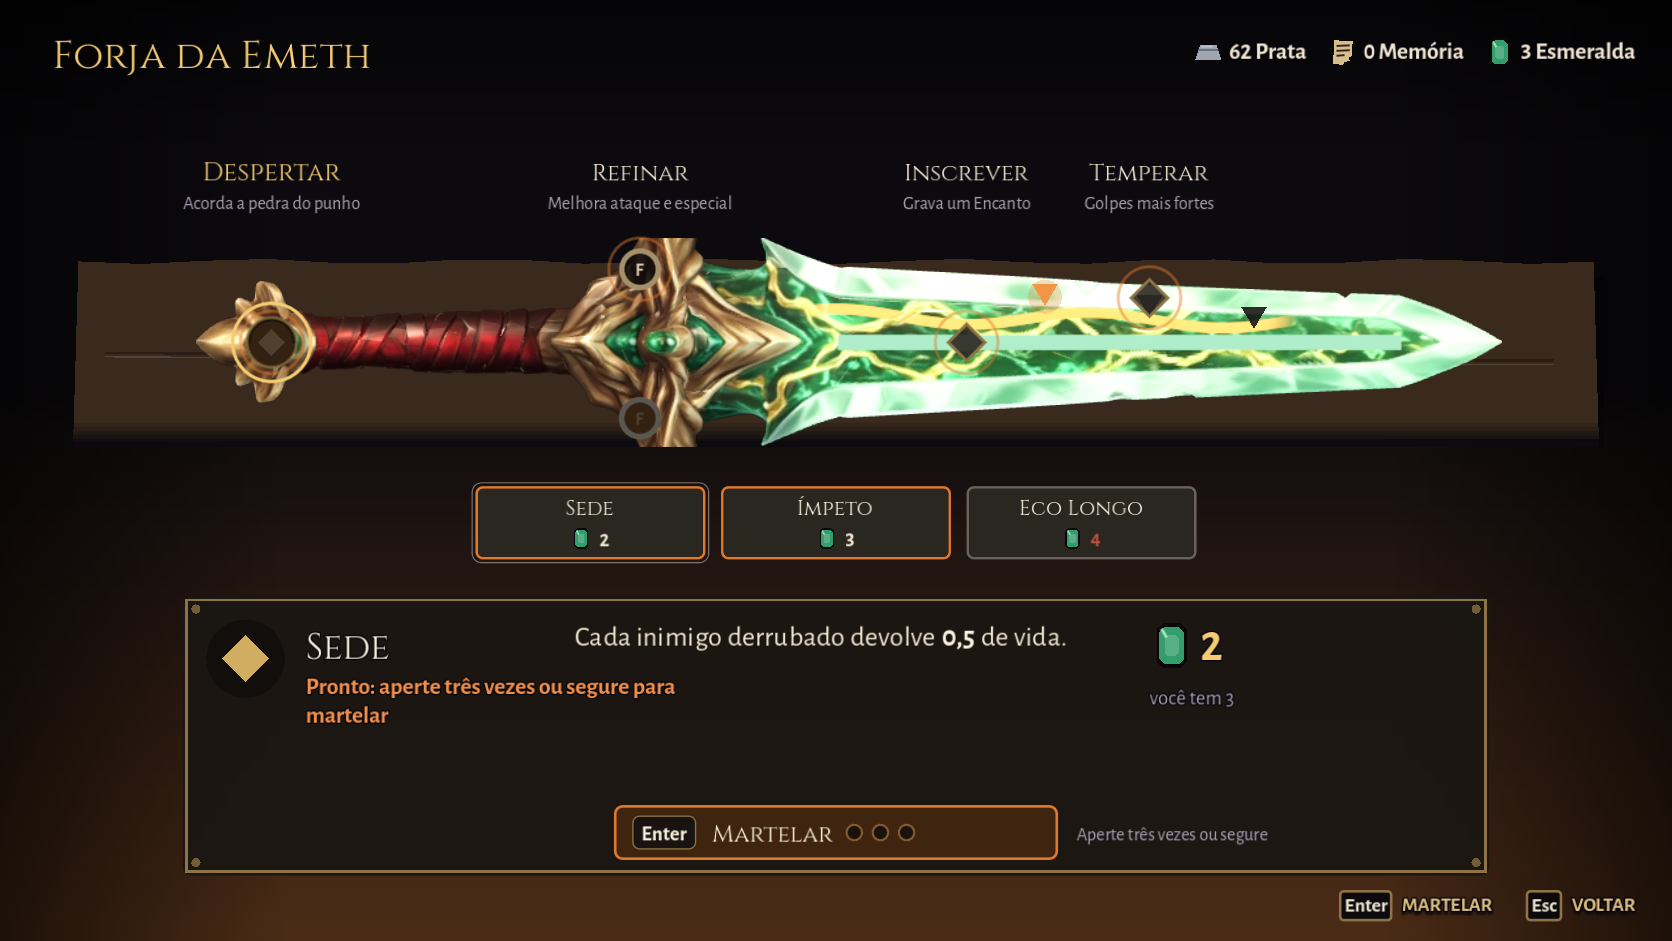 Forja da Emeth
62 Prata
0 Memória
3 Esmeralda
Despertar
Acorda a pedra do punho
Refinar
Melhora ataque e especial
Inscrever
Grava um Encanto
Temperar
Golpes mais fortes
F
F
Sede
2
Ímpeto
3
Eco Longo
4
Sede
Pronto: aperte três vezes ou segure para
martelar
Cada inimigo derrubado devolve 0,5 de vida.
2
você tem 3
Enter Martelar
Aperte três vezes ou segure
Enter MARTELAR
Esc VOLTAR